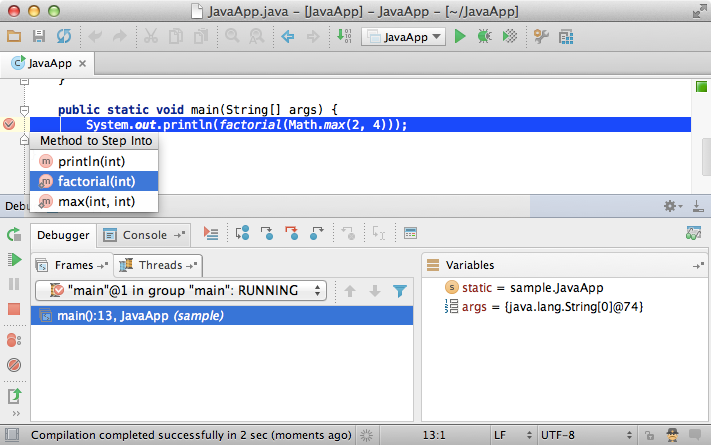 JavaApp.java – [JavaApp] – JavaApp – [~/JavaApp]
JavaApp
JavaApp
}
public static void main(String[] args) {
System.out.println(factorial(Math.max(2, 4)));
Method to Step Into
println(int)
factorial(int)
max(int, int)
Debu
Debugger
Console
Frames
Threads
Variables
"main"@1 in group "main": RUNNING
main():13, JavaApp (sample)
static = sample.JavaApp
args = {java.lang.String[0]@74}
Compilation completed successfully in 2 sec (moments ago)
13:1
LF
UTF-8